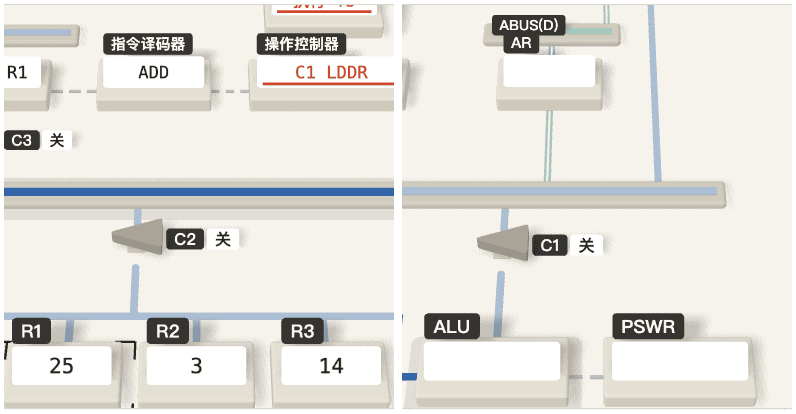 指令译码器
操作控制器
R1
ADD
C1 LDDR
C3
关
C2
关
R1
R2
R3
25
3
14
ABUS(D)
AR
C1
关
ALU
PSWR